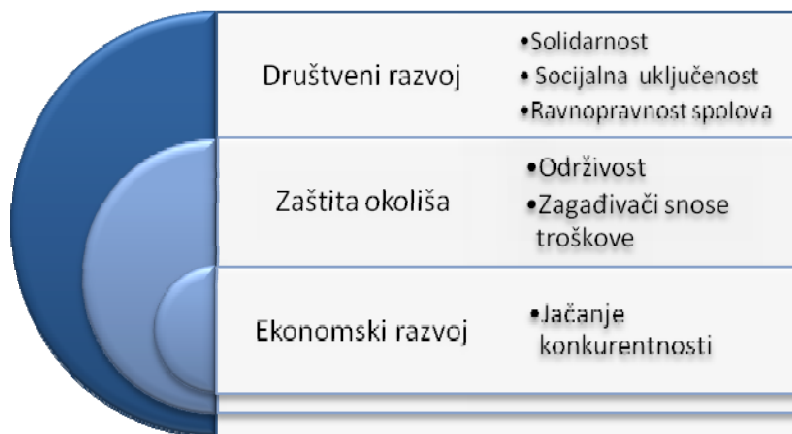 Društveni razvoj
•Solidarnost
• Socijalna uključenost
•Ravnopravnost spolova
Zaštita okoliša
•Održivost
•Zagađivači snose
troškove
Ekonomski razvoj
•Jačanje
konkurentnosti